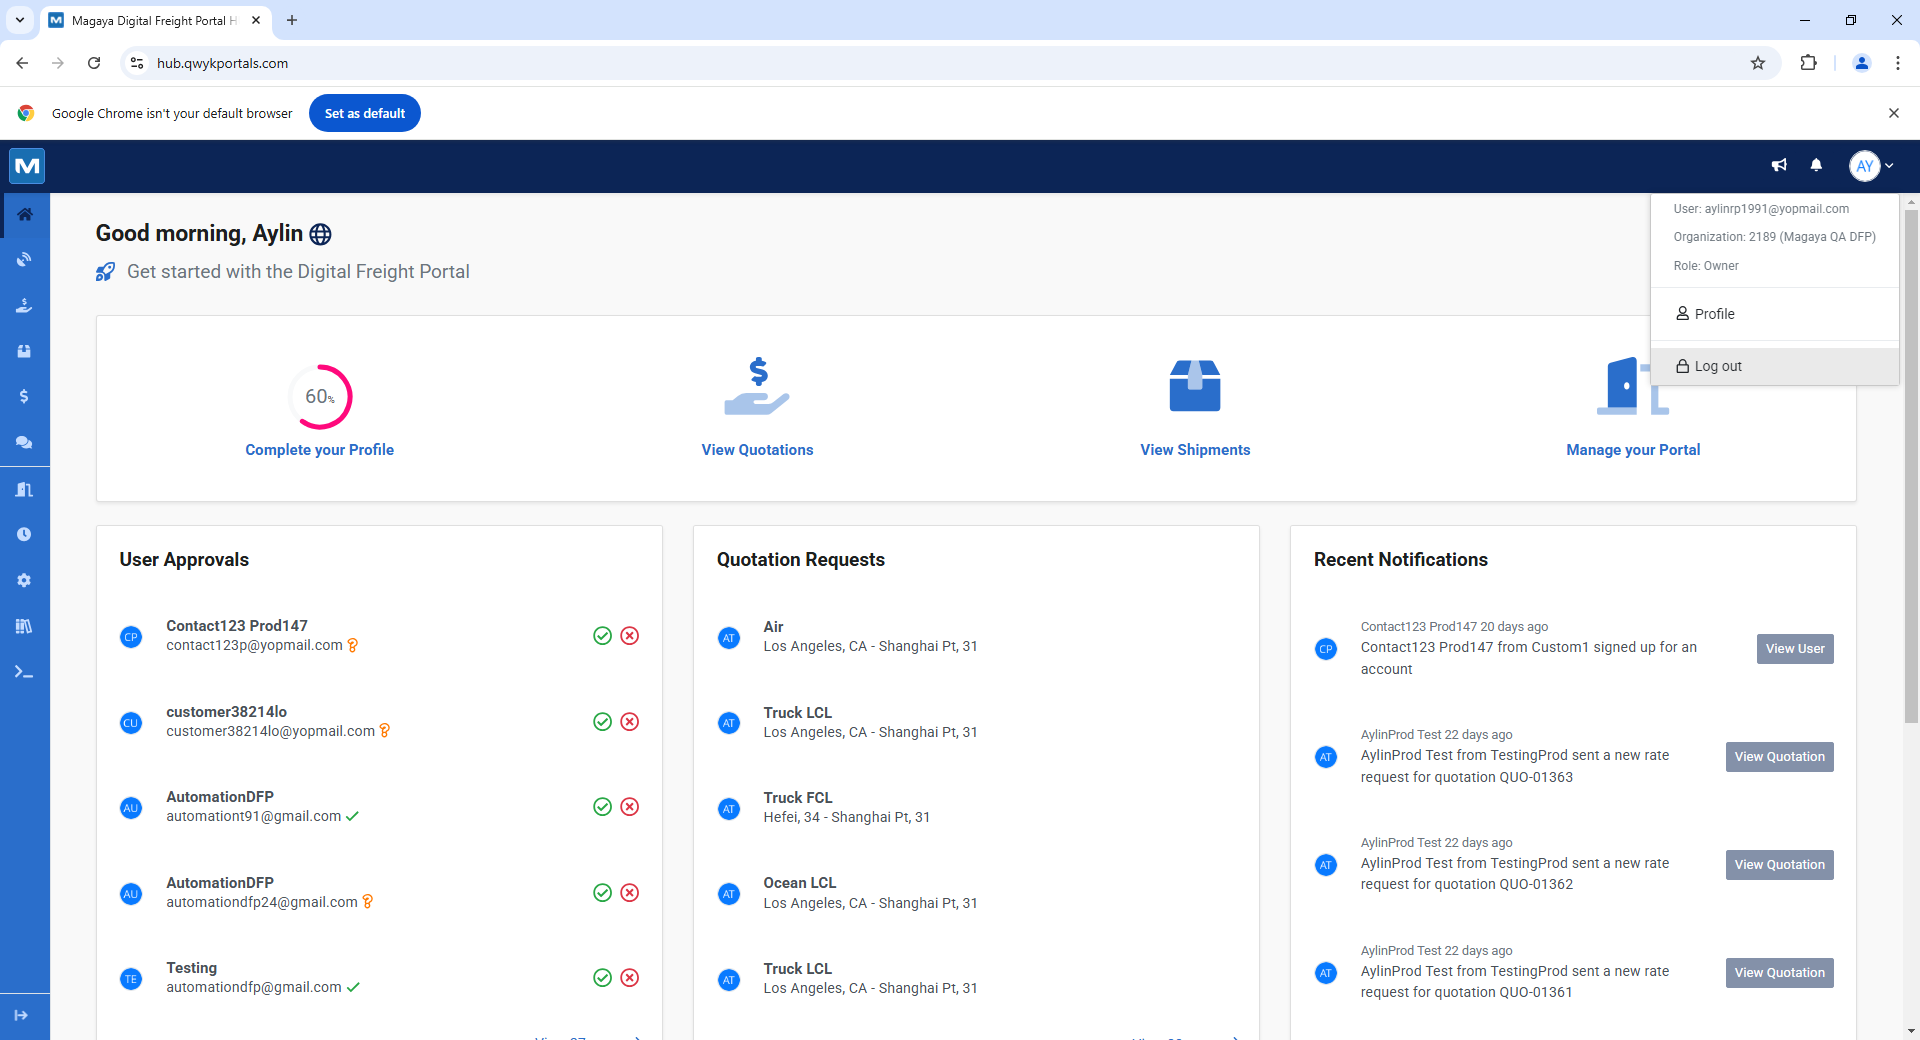 Magaya Digital Freight Portal H
hub.qwykportals.com
Google Chrome isn't your default browser
Set as default
M
AY
User: aylinrp1991@yopmail.com
Organization: 2189 (Magaya QA DFP)
Role: Owner
Profile
Log out
Good morning, Aylin
Get started with the Digital Freight Portal
60%
Complete your Profile
View Quotations
View Shipments
Manage your Portal
User Approvals
CP
Contact123 Prod147
contact123p@yopmail.com
CU
customer38214lo
customer38214lo@yopmail.com
AU
AutomationDFP
automationt91@gmail.com
AU
AutomationDFP
automationdfp24@gmail.com
TE
Testing
automationdfp@gmail.com
Quotation Requests
AT
Air
Los Angeles, CA - Shanghai Pt, 31
AT
Truck LCL
Los Angeles, CA - Shanghai Pt, 31
AT
Truck FCL
Hefei, 34 - Shanghai Pt, 31
AT
Ocean LCL
Los Angeles, CA - Shanghai Pt, 31
AT
Truck LCL
Los Angeles, CA - Shanghai Pt, 31
Recent Notifications
CP
Contact123 Prod147 20 days ago
Contact123 Prod147 from Custom1 signed up for an
account
View User
AT
AylinProd Test 22 days ago
AylinProd Test from TestingProd sent a new rate
request for quotation QUO-01363
View Quotation
AT
AylinProd Test 22 days ago
AylinProd Test from TestingProd sent a new rate
request for quotation QUO-01362
View Quotation
AT
AylinProd Test 22 days ago
AylinProd Test from TestingProd sent a new rate
request for quotation QUO-01361
View Quotation